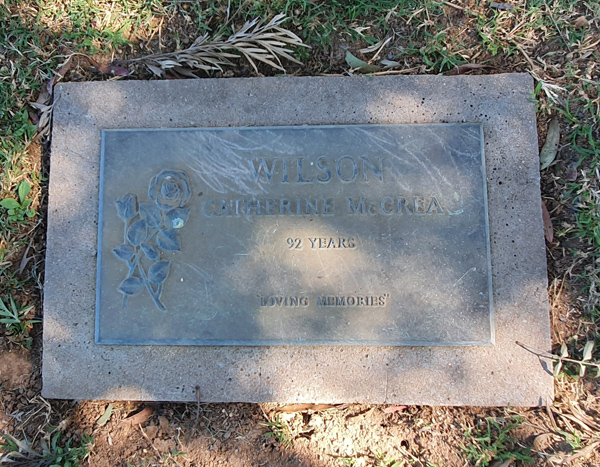 WILSON
CATHERINE McCREA
92 YEARS
"LOVING MEMORIES"